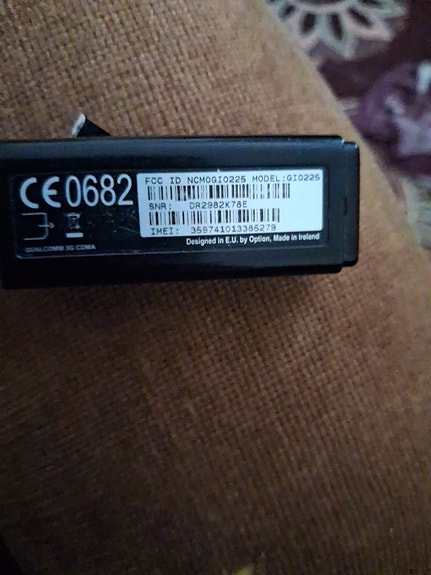 CE0682
QUALCOMM 3G CDMA
FCC ID NCMOGI0225 MODEL:GI0225
SNR: DR2982K78E
IMEI: 359741013385279
Designed in E.U. by Option, Made in Ireland